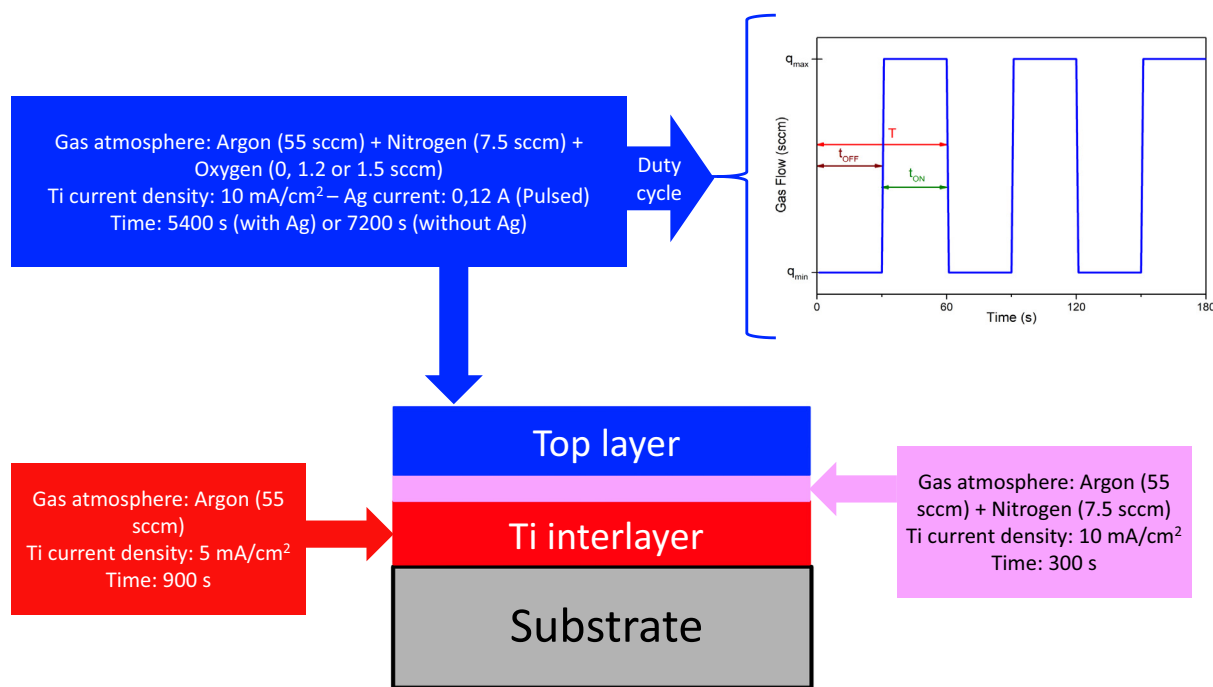 Gas atmosphere: Argon (55 sccm) + Nitrogen (7.5 sccm) +
Oxygen (0, 1.2 or 1.5 sccm)
Ti current density: 10 mA/cm² – Ag current: 0,12 A (Pulsed)
Time: 5400 s (with Ag) or 7200 s (without Ag)
Duty
cycle
Gas Flow (sccm)
qmax
qmin
T
tOFF
tON
0
60
120
180
Time (s)
Top layer
Ti interlayer
Substrate
Gas atmosphere: Argon (55
sccm)
Ti current density: 5 mA/cm²
Time: 900 s
Gas atmosphere: Argon (55
sccm) + Nitrogen (7.5 sccm)
Ti current density: 10 mA/cm²
Time: 300 s